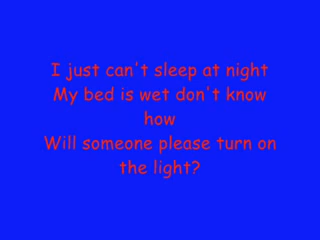 I just can't sleep at night
My bed is wet don't know
how
Will someone please turn on
the light?